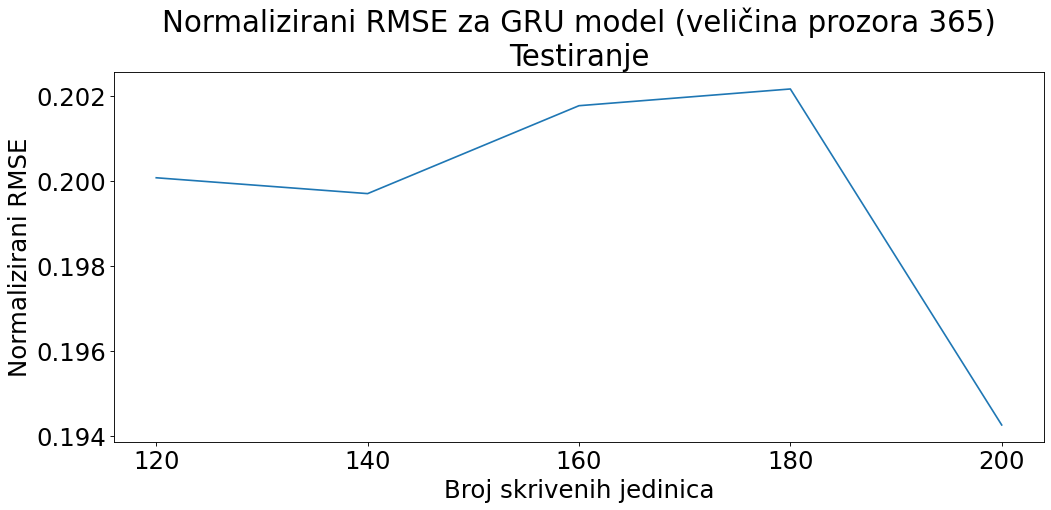 Normalizirani RMSE za GRU model (veličina prozora 365)
Testiranje
Normalizirani RMSE
0.202
0.200
0.198
0.196
0.194
120 140 160 180 200
Broj skrivenih jedinica